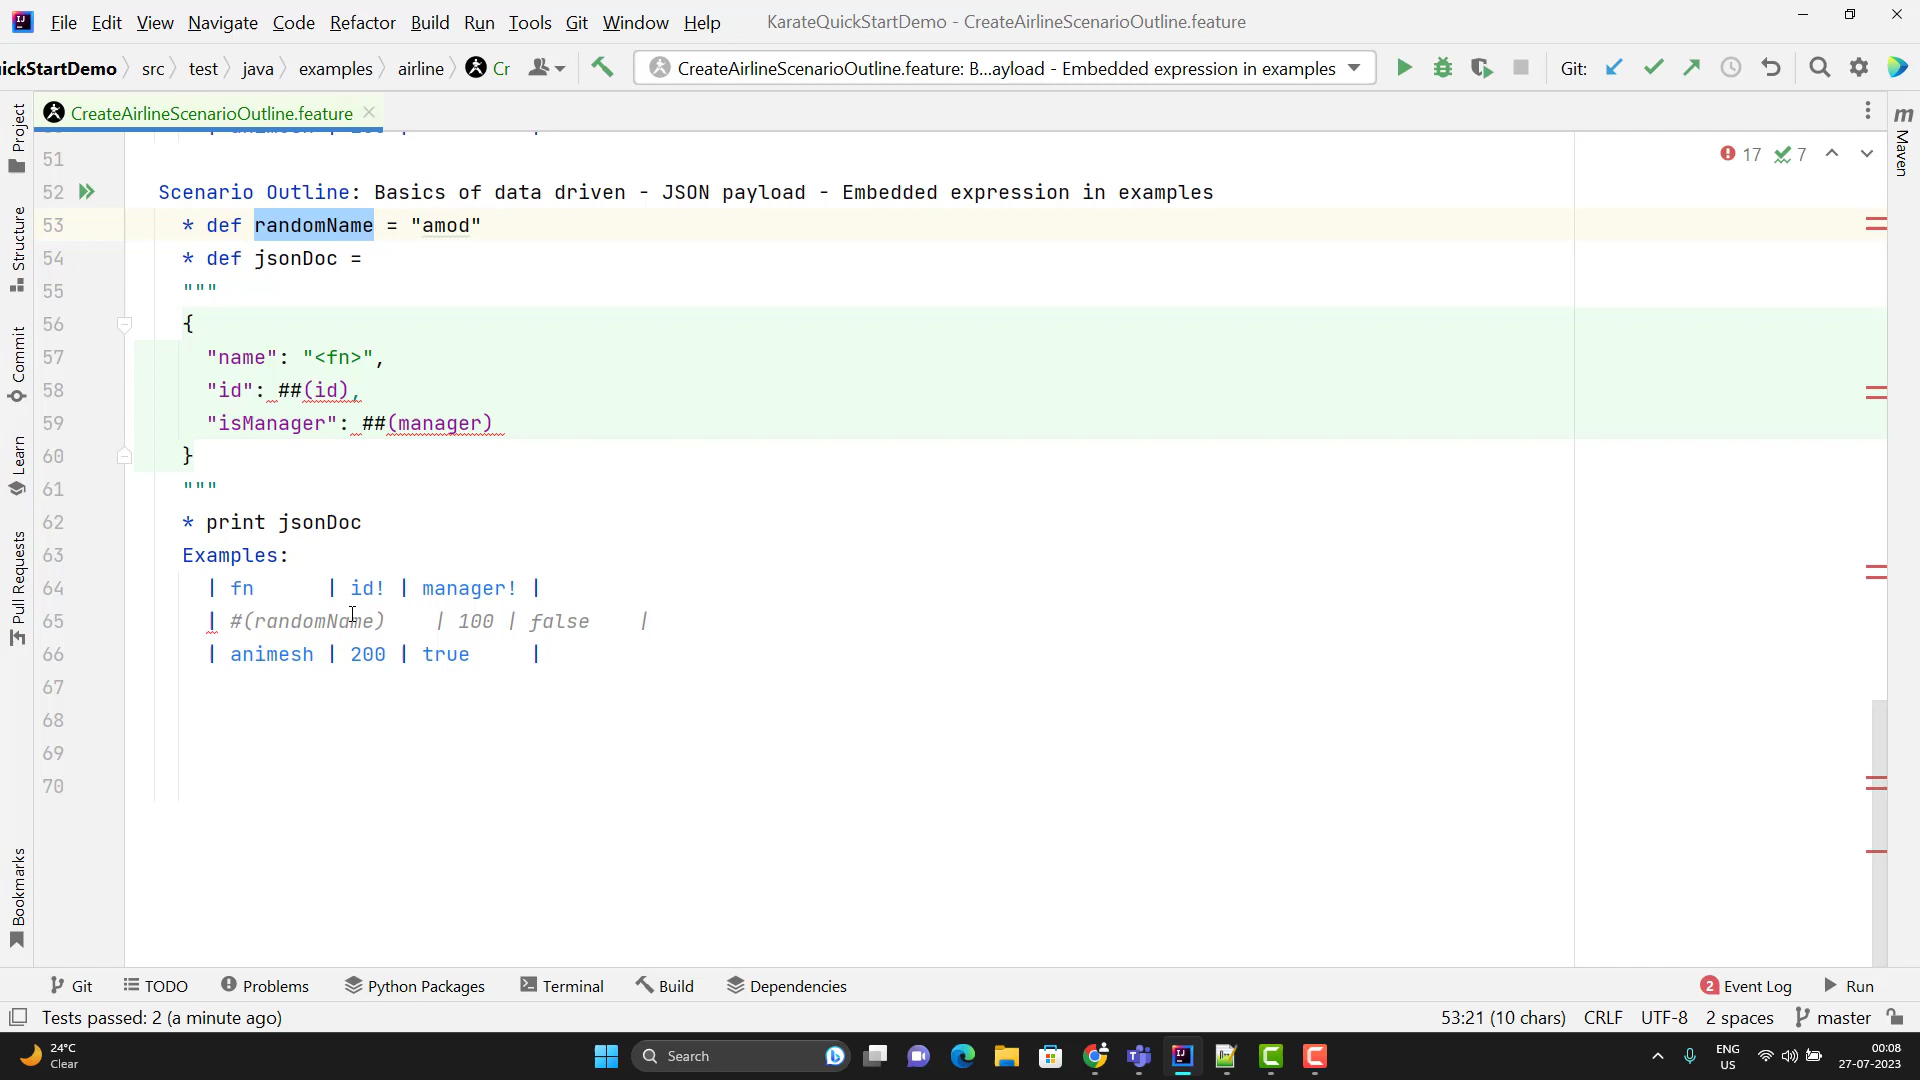 File Edit View Navigate Code Refactor Build Run Tools Git Window Help KarateQuickStartDemo - CreateAirlineScenarioOutline.feature
ickStartDemo src test java examples airline Cr CreateAirlineScenarioOutline.feature: B...ayload - Embedded expression in examples Git:
CreateAirlineScenarioOutline.feature
17 7
51
52 Scenario Outline: Basics of data driven - JSON payload - Embedded expression in examples
53 * def randomName = "amod"
54 * def jsonDoc =
55 """
56 {
57 "name": "<fn>",
58 "id": ##(id),
59 "isManager": ##(manager)
60 }
61 """
62 * print jsonDoc
63 Examples:
64 | fn | id! | manager! |
65 | #(randomName) | 100 | false |
66 | animesh | 200 | true |
67
68
69
70
Project
Structure
Commit
Learn
Pull Requests
Bookmarks
m Maven
Git TODO Problems Python Packages Terminal Build Dependencies 2 Event Log Run
Tests passed: 2 (a minute ago) 53:21 (10 chars) CRLF UTF-8 2 spaces master
24°C
Clear
Search
ENG
US
00:08
27-07-2023